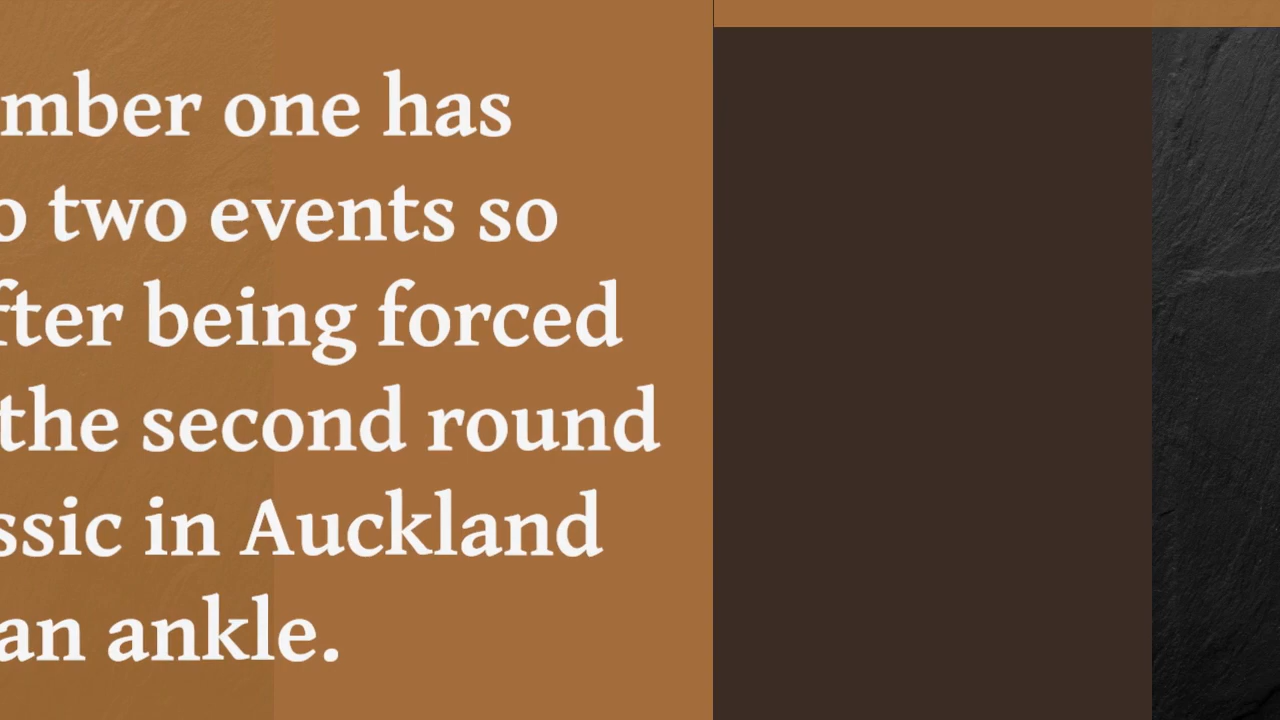 mber one has
o two events so
fter being forced
the second round
ssic in Auckland
an ankle.